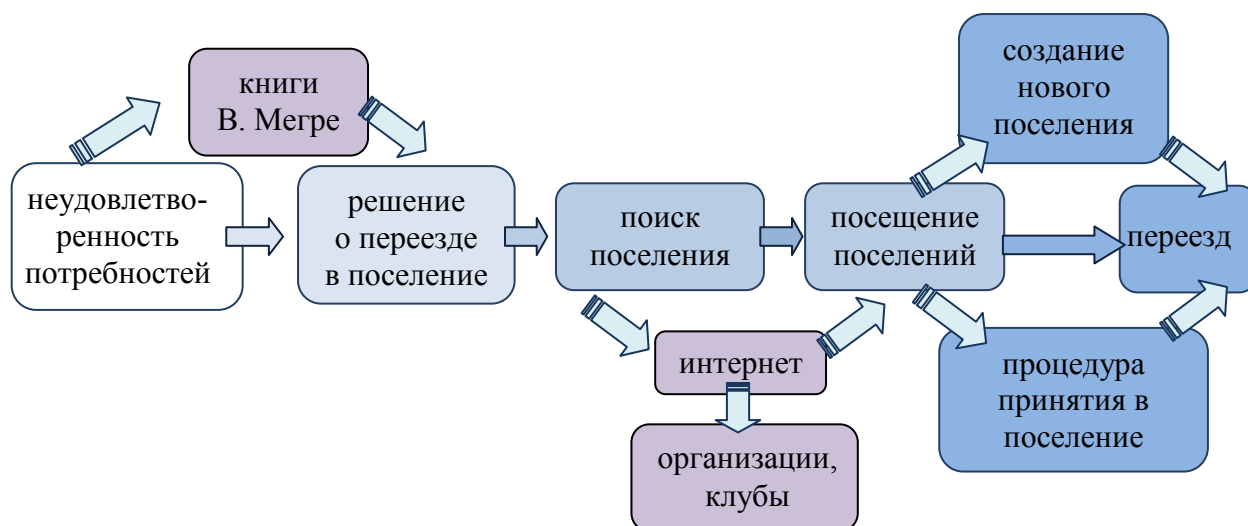 книги
В. Мегре
неудовлетво-
ренность
потребностей
решение
о переезде
в поселение
поиск
поселения
интернет
организации,
клубы
посещение
поселений
создание
нового
поселения
процедура
принятия в
поселение
переезд